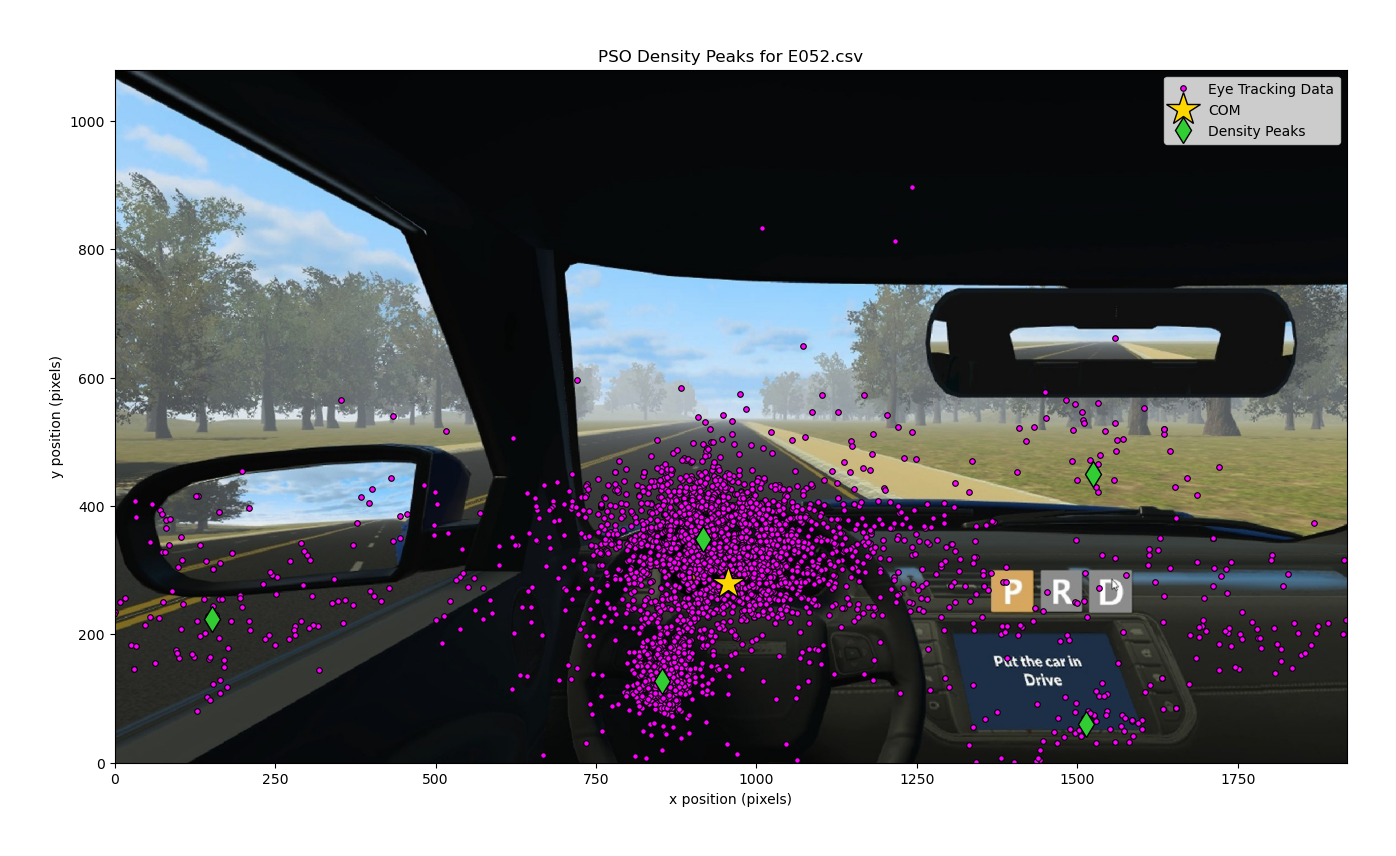 PSO Density Peaks for E052.csv
Eye Tracking Data
COM
Density Peaks
y position (pixels)
1000
800
600
400
200
0
P R D
Put the car in
Drive
0 250 500 750 1000 1250 1500 1750
x position (pixels)